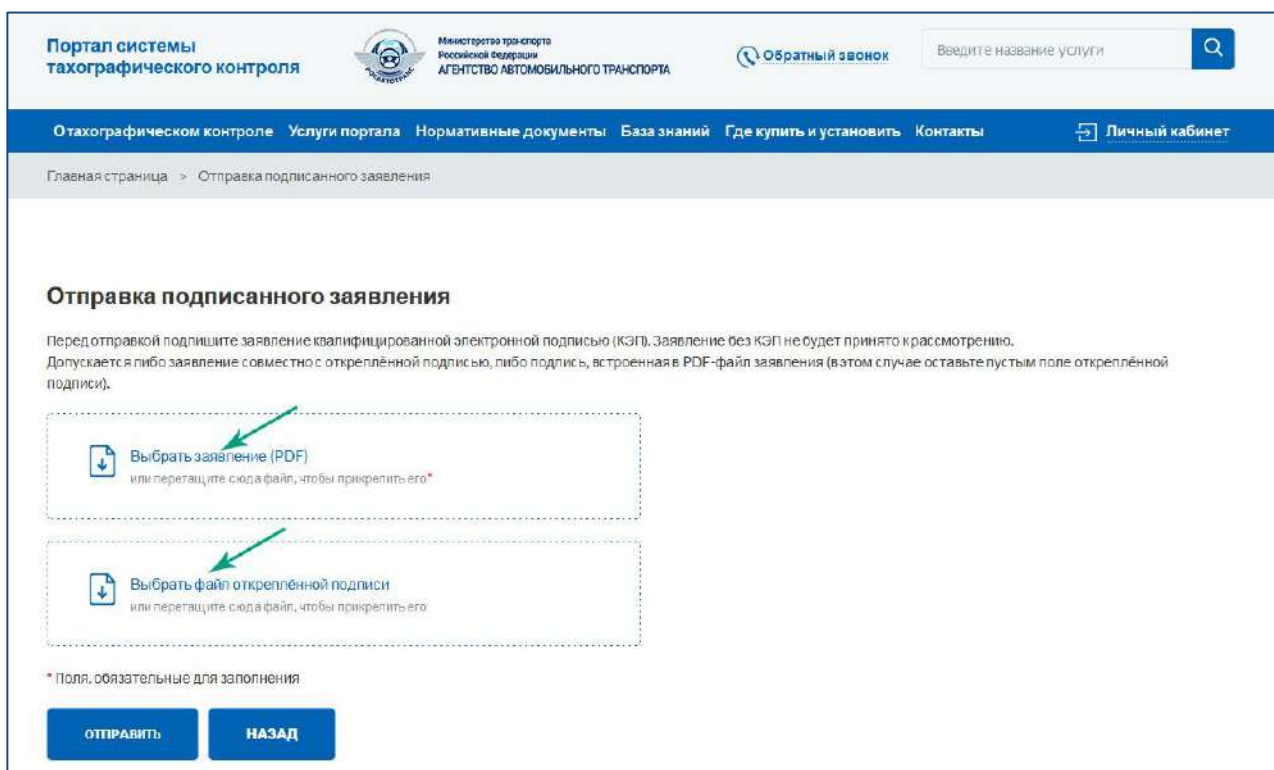 Портал системы
тахографического контроля
РОСАВТОТРАНС
Министерство транспорта
Российской Федерации
АГЕНТСТВО АВТОМОБИЛЬНОГО ТРАНСПОРТА
Обратный звонок
Введите название услуги
О тахографическом контроле Услуги портала Нормативные документы База знаний Где купить и установить Контакты Личный кабинет
Главная страница > Отправка подписанного заявления
Отправка подписанного заявления
Перед отправкой подпишите заявление квалифицированной электронной подписью (КЭП). Заявление без КЭП не будет принято к рассмотрению.
Допускается либо заявление совместно с откреплённой подписью, либо подпись, встроенная в PDF-файл заявления (в этом случае оставьте пустым поле откреплённой
подписи).
Выбрать заявление (PDF)
или перетащите сюда файл, чтобы прикрепить его*
Выбрать файл откреплённой подписи
или перетащите сюда файл, чтобы прикрепить его
* Поля, обязательные для заполнения
ОТПРАВИТЬ НАЗАД